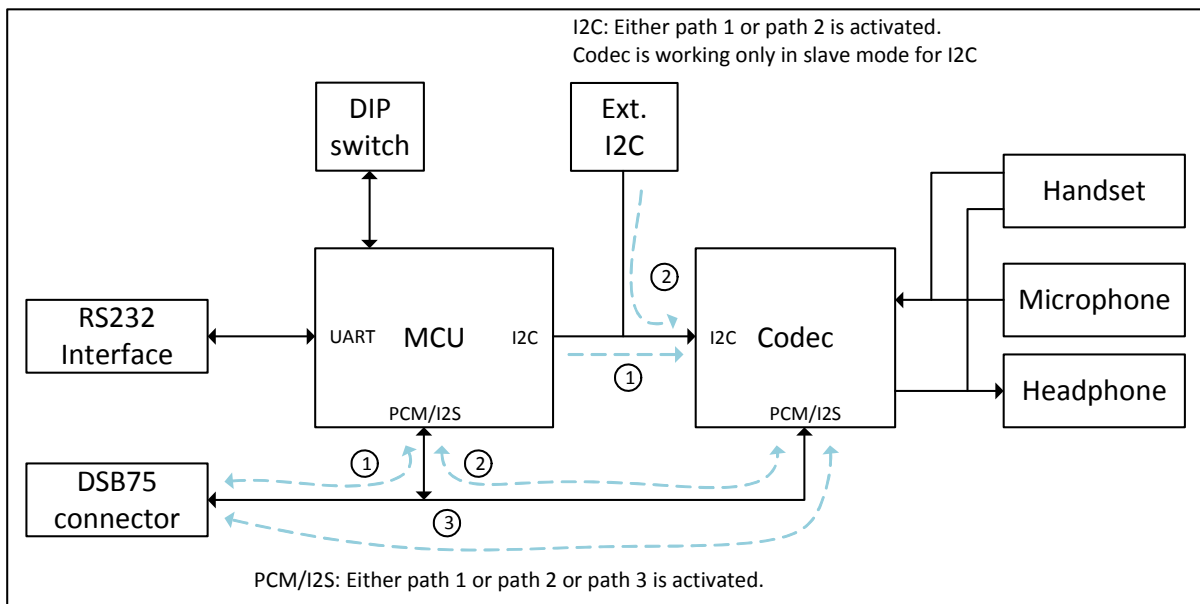 I2C: Either path 1 or path 2 is activated.
Codec is working only in slave mode for I2C
DIP
switch
Ext.
I2C
Handset
2
RS232
Interface
UART
MCU
I2C
I2C
Codec
Microphone
1
Headphone
PCM/I2S
PCM/I2S
1
2
DSB75
connector
3
PCM/I2S: Either path 1 or path 2 or path 3 is activated.